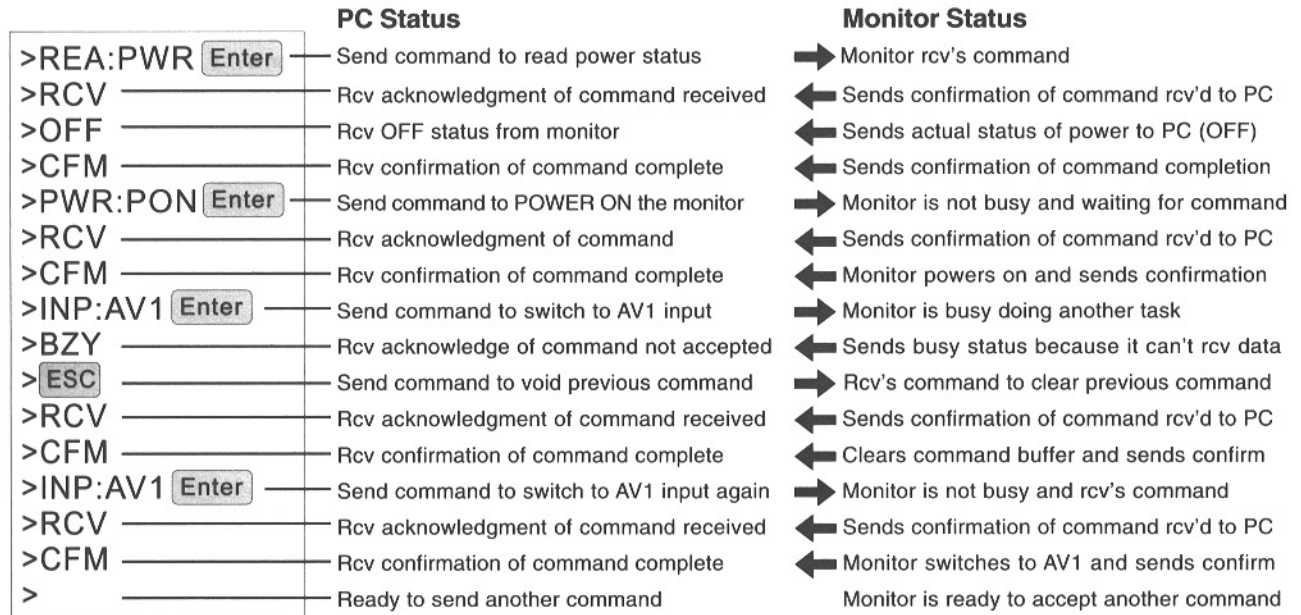 PC Status Monitor Status
>REA:PWR Enter Send command to read power status Monitor rcv's command
>RCV Rcv acknowledgment of command received Sends confirmation of command rcv'd to PC
>OFF Rcv OFF status from monitor Sends actual status of power to PC (OFF)
>CFM Rcv confirmation of command complete Sends confirmation of command completion
>PWR:PON Enter Send command to POWER ON the monitor Monitor is not busy and waiting for command
>RCV Rcv acknowledgment of command Sends confirmation of command rcv'd to PC
>CFM Rcv confirmation of command complete Monitor powers on and sends confirmation
>INP:AV1 Enter Send command to switch to AV1 input Monitor is busy doing another task
>BZY Rcv acknowledge of command not accepted Sends busy status because it can't rcv data
>ESC Send command to void previous command Rcv's command to clear previous command
>RCV Rcv acknowledgment of command received Sends confirmation of command rcv'd to PC
>CFM Rcv confirmation of command complete Clears command buffer and sends confirm
>INP:AV1 Enter Send command to switch to AV1 input again Monitor is not busy and rcv's command
>RCV Rcv acknowledgment of command received Sends confirmation of command rcv'd to PC
>CFM Rcv confirmation of command complete Monitor switches to AV1 and sends confirm
> Ready to send another command Monitor is ready to accept another command